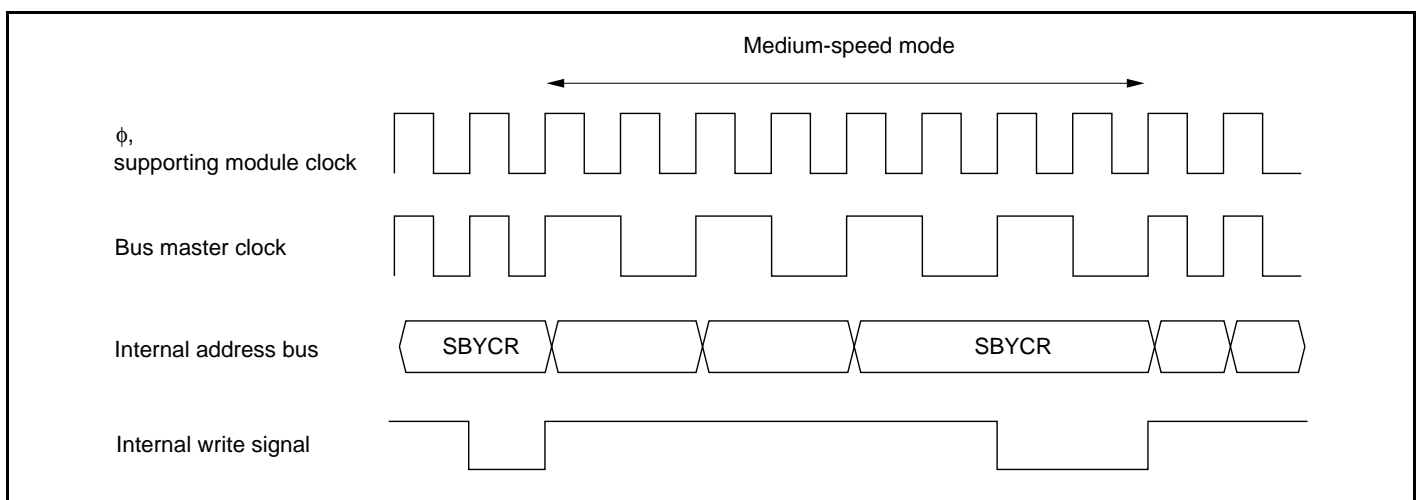 Medium-speed mode
ϕ,
supporting module clock
Bus master clock
Internal address bus
SBYCR
SBYCR
Internal write signal